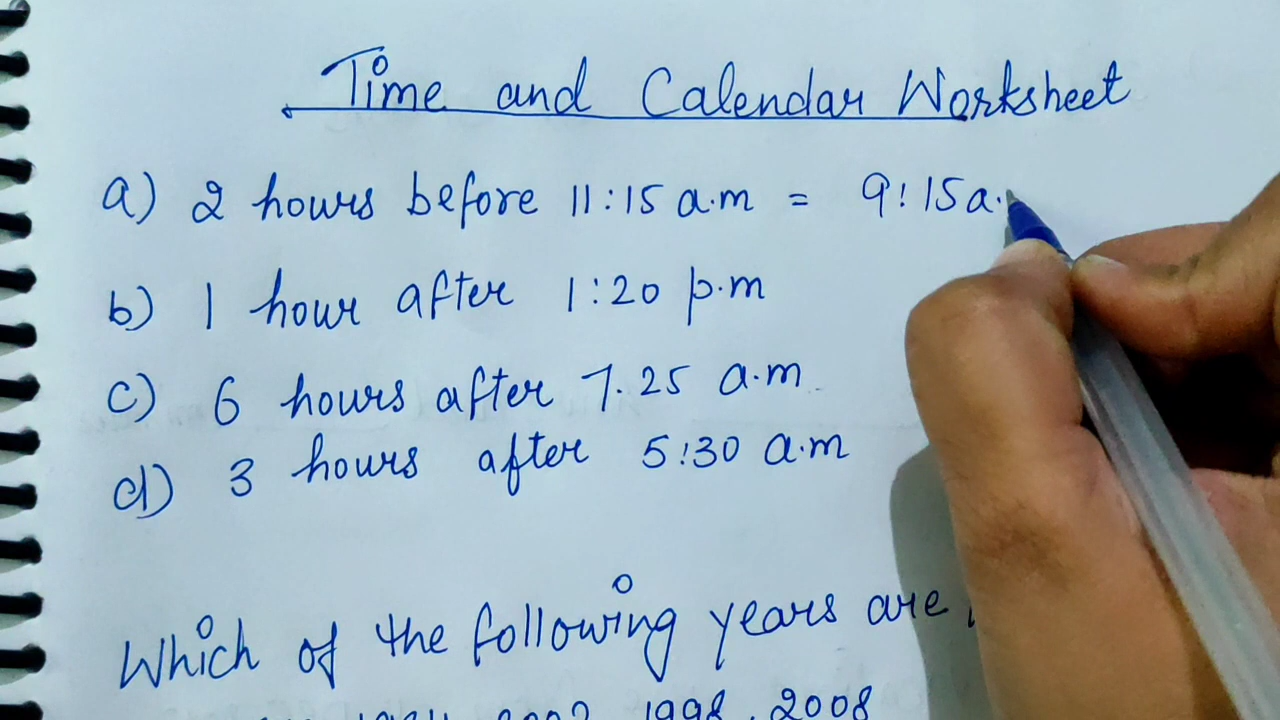 Time and Calendar Worksheet
a) 2 hours before 11:15 a.m = 9:15 a.
b) 1 hour after 1:20 p.m
c) 6 hours after 7.25 a.m
d) 3 hours after 5:30 a.m
Which of the following years are
1998, 2008